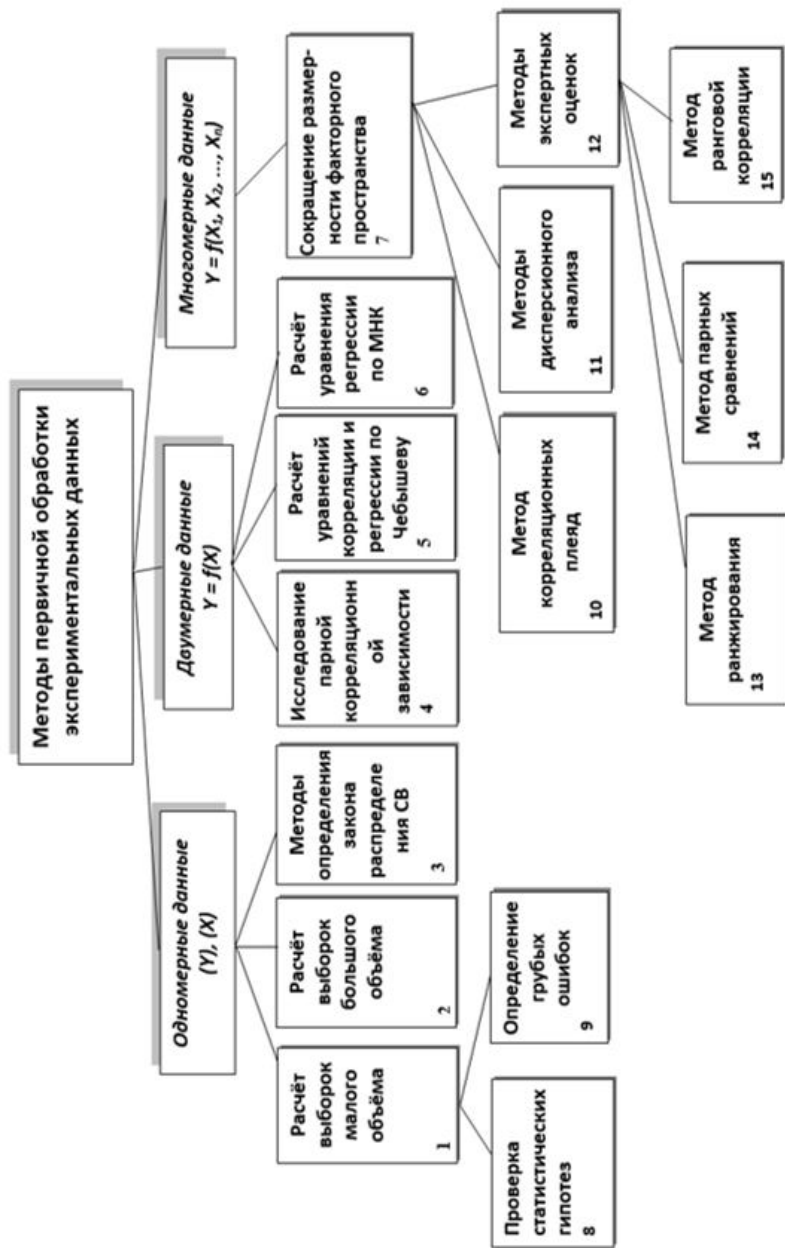 Методы первичной обработки
экспериментальных данных
Одномерные данные
(Y), (X)
Двумерные данные
Y = f(X)
Многомерные данные
Y = f(X₁, X₂, ..., Xₙ)
Расчёт
выборок
малого
объёма
1
Расчёт
выборок
большого
объёма
2
Методы
определения
закона
распределе
ния СВ
3
Исследование
парной
корреляционн
ой
зависимости
4
Расчёт
уравнений
корреляции и
регрессии по
Чебышеву
5
Расчёт
уравнения
регрессии
по МНК
6
Сокращение размер-
ности факторного
пространства
7
Проверка
статистических
гипотез
8
Определение
грубых
ошибок
9
Метод
корреляционных
плеяд
10
Методы
дисперсионного
анализа
11
Методы
экспертных
оценок
12
Метод
ранжирования
13
Метод парных
сравнений
14
Метод
ранговой
корреляции
15